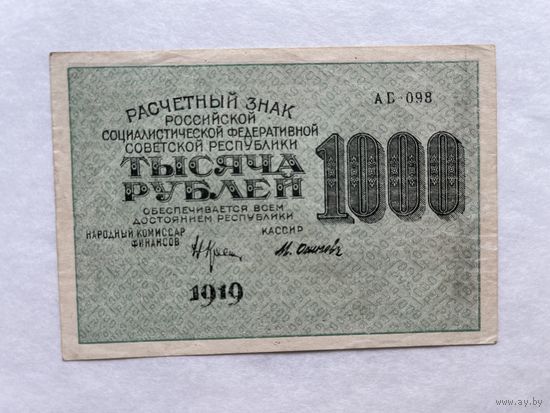 РАСЧЕТНЫЙ ЗНАК
РОССИЙСКОЙ
СОЦИАЛИСТИЧЕСКОЙ ФЕДЕРАТИВНОЙ
СОВЕТСКОЙ РЕСПУБЛИКИ
ТЫСЯЧА
РУБЛЕЙ
ОБЕСПЕЧИВАЕТСЯ ВСЕМ
ДОСТОЯНИЕМ РЕСПУБЛИКИ
НАРОДНЫЙ КОМИССАР
ФИНАНСОВ
КАССИР
1919
АБ-098
1000
www.ay.by